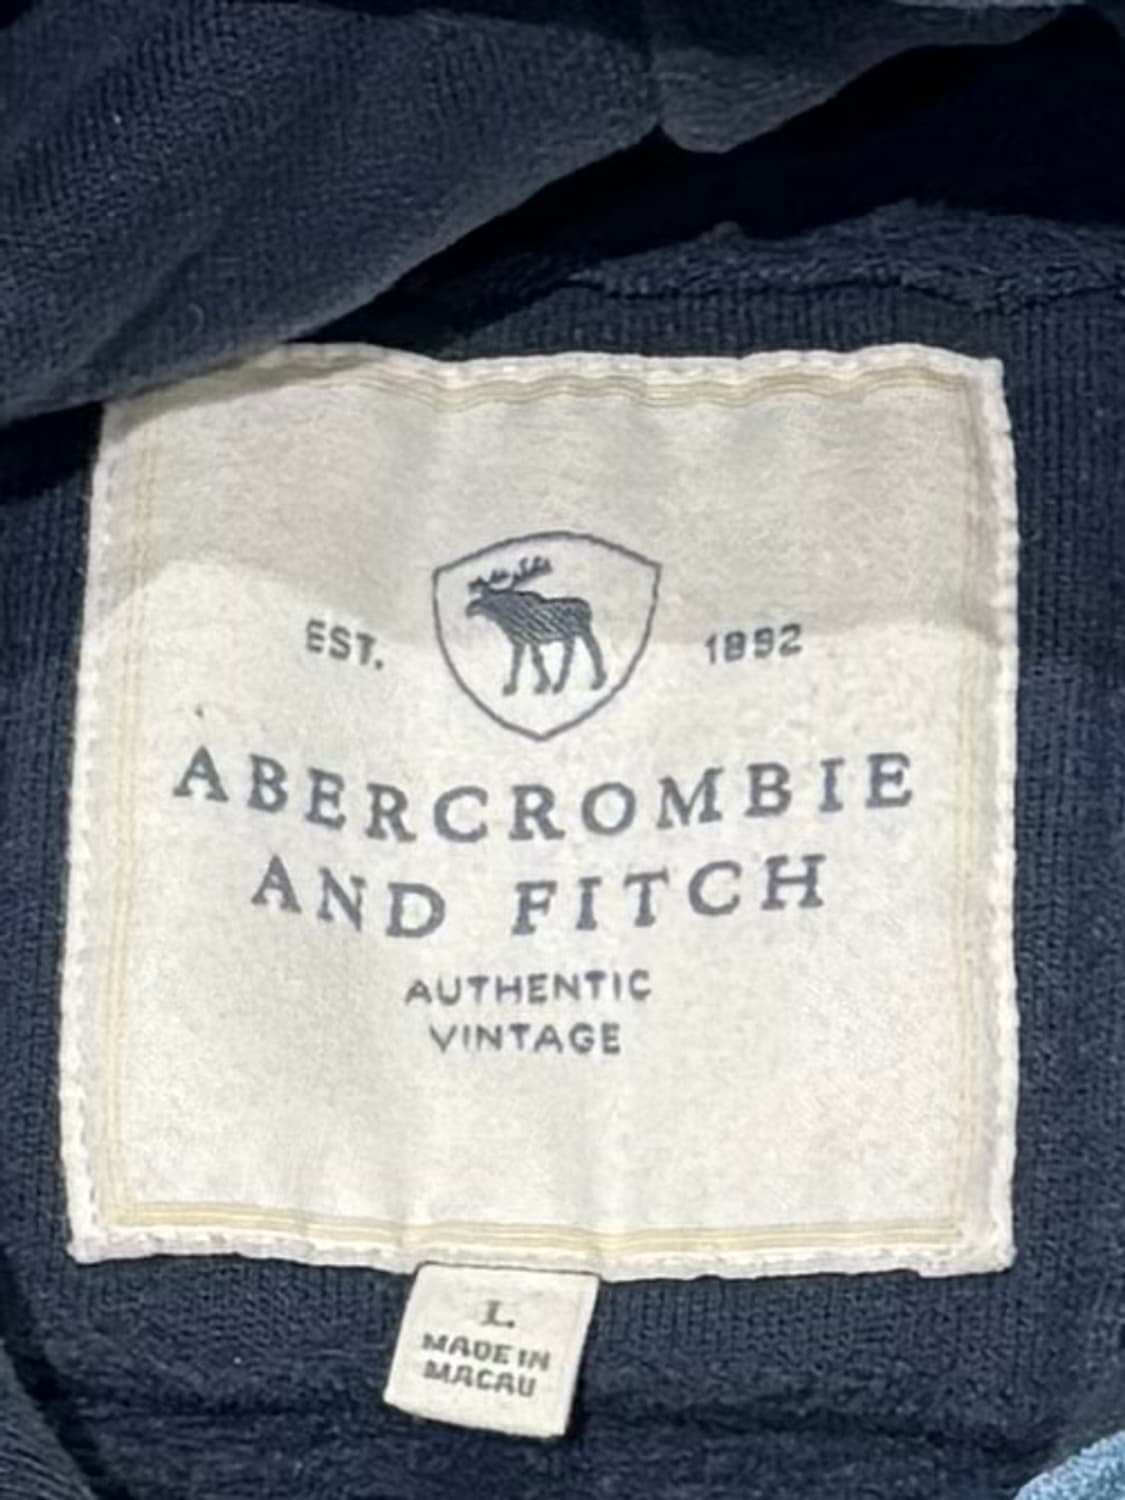 EST. 1892
ABERCROMBIE
AND FITCH
AUTHENTIC
VINTAGE
L
MADE IN
MACAU